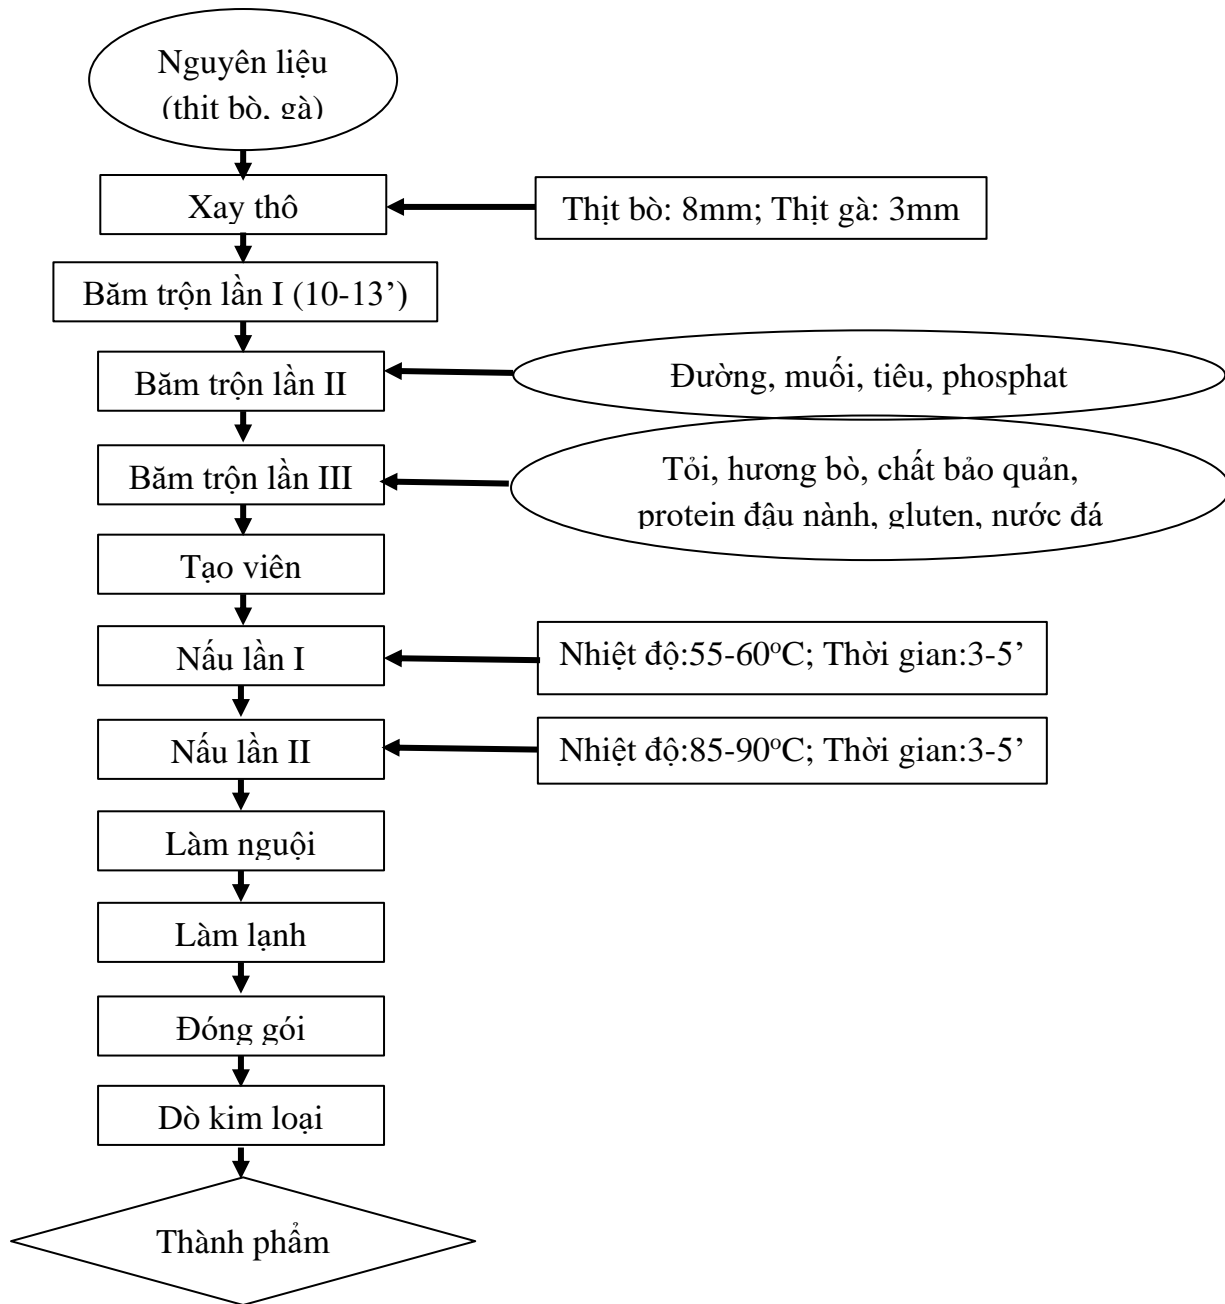 Nguyên liệu
(thịt bò, gà)
Xay thô
Thịt bò: 8mm; Thịt gà: 3mm
Băm trộn lần I (10-13’)
Băm trộn lần II
Đường, muối, tiêu, phosphat
Băm trộn lần III
Tỏi, hương bò, chất bảo quản,
protein đậu nành, gluten, nước đá
Tạo viên
Nấu lần I
Nhiệt độ:55-60°C; Thời gian:3-5’
Nấu lần II
Nhiệt độ:85-90°C; Thời gian:3-5’
Làm nguội
Làm lạnh
Đóng gói
Dò kim loại
Thành phẩm